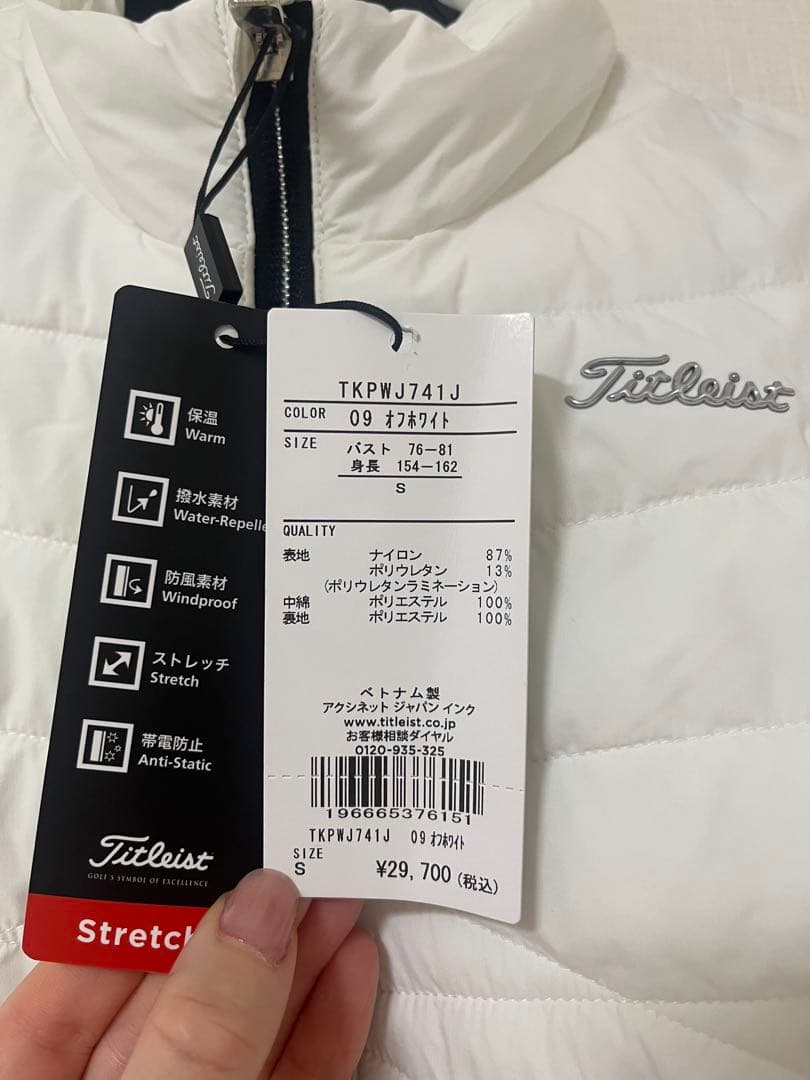 Titleist
保温
Warm
撥水素材
Water-Repelle
防風素材
Windproof
ストレッチ
Stretch
帯電防止
Anti-Static
Titleist
GOLF'S SYMBOL OF EXCELLENCE
Stretch
TKPWJ741J
COLOR 09 オフホワイト
SIZE バスト 76-81
身長 154-162
S
QUALITY
表地 ナイロン 87%
ポリウレタン 13%
(ポリウレタンラミネーション)
中綿 ポリエステル 100%
裏地 ポリエステル 100%
ベトナム製
アクシネット ジャパン インク
www.titleist.co.jp
お客様相談ダイヤル
0120-935-325
196665376151
TKPWJ741J 09 オフホワイト
SIZE
S ¥29,700 (税込)
Titleist